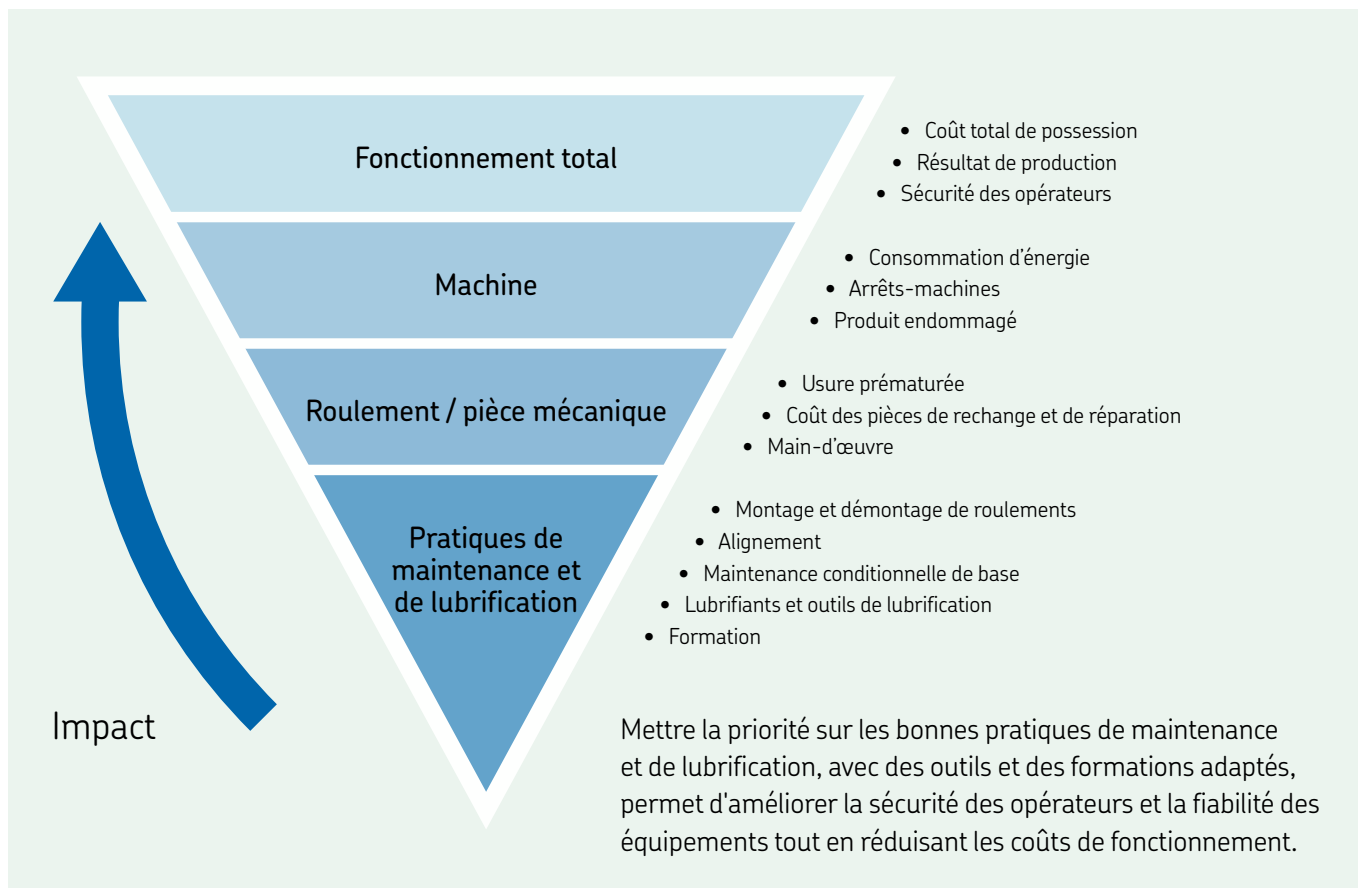 Fonctionnement total
• Coût total de possession
• Résultat de production
• Sécurité des opérateurs
Machine
• Consommation d'énergie
• Arrêts-machines
• Produit endommagé
Roulement / pièce mécanique
• Usure prématurée
• Coût des pièces de rechange et de réparation
• Main-d'œuvre
Pratiques de
maintenance et
de lubrification
• Montage et démontage de roulements
• Alignement
• Maintenance conditionnelle de base
• Lubrifiants et outils de lubrification
• Formation
Impact
Mettre la priorité sur les bonnes pratiques de maintenance
et de lubrification, avec des outils et des formations adaptés,
permet d'améliorer la sécurité des opérateurs et la fiabilité des
équipements tout en réduisant les coûts de fonctionnement.